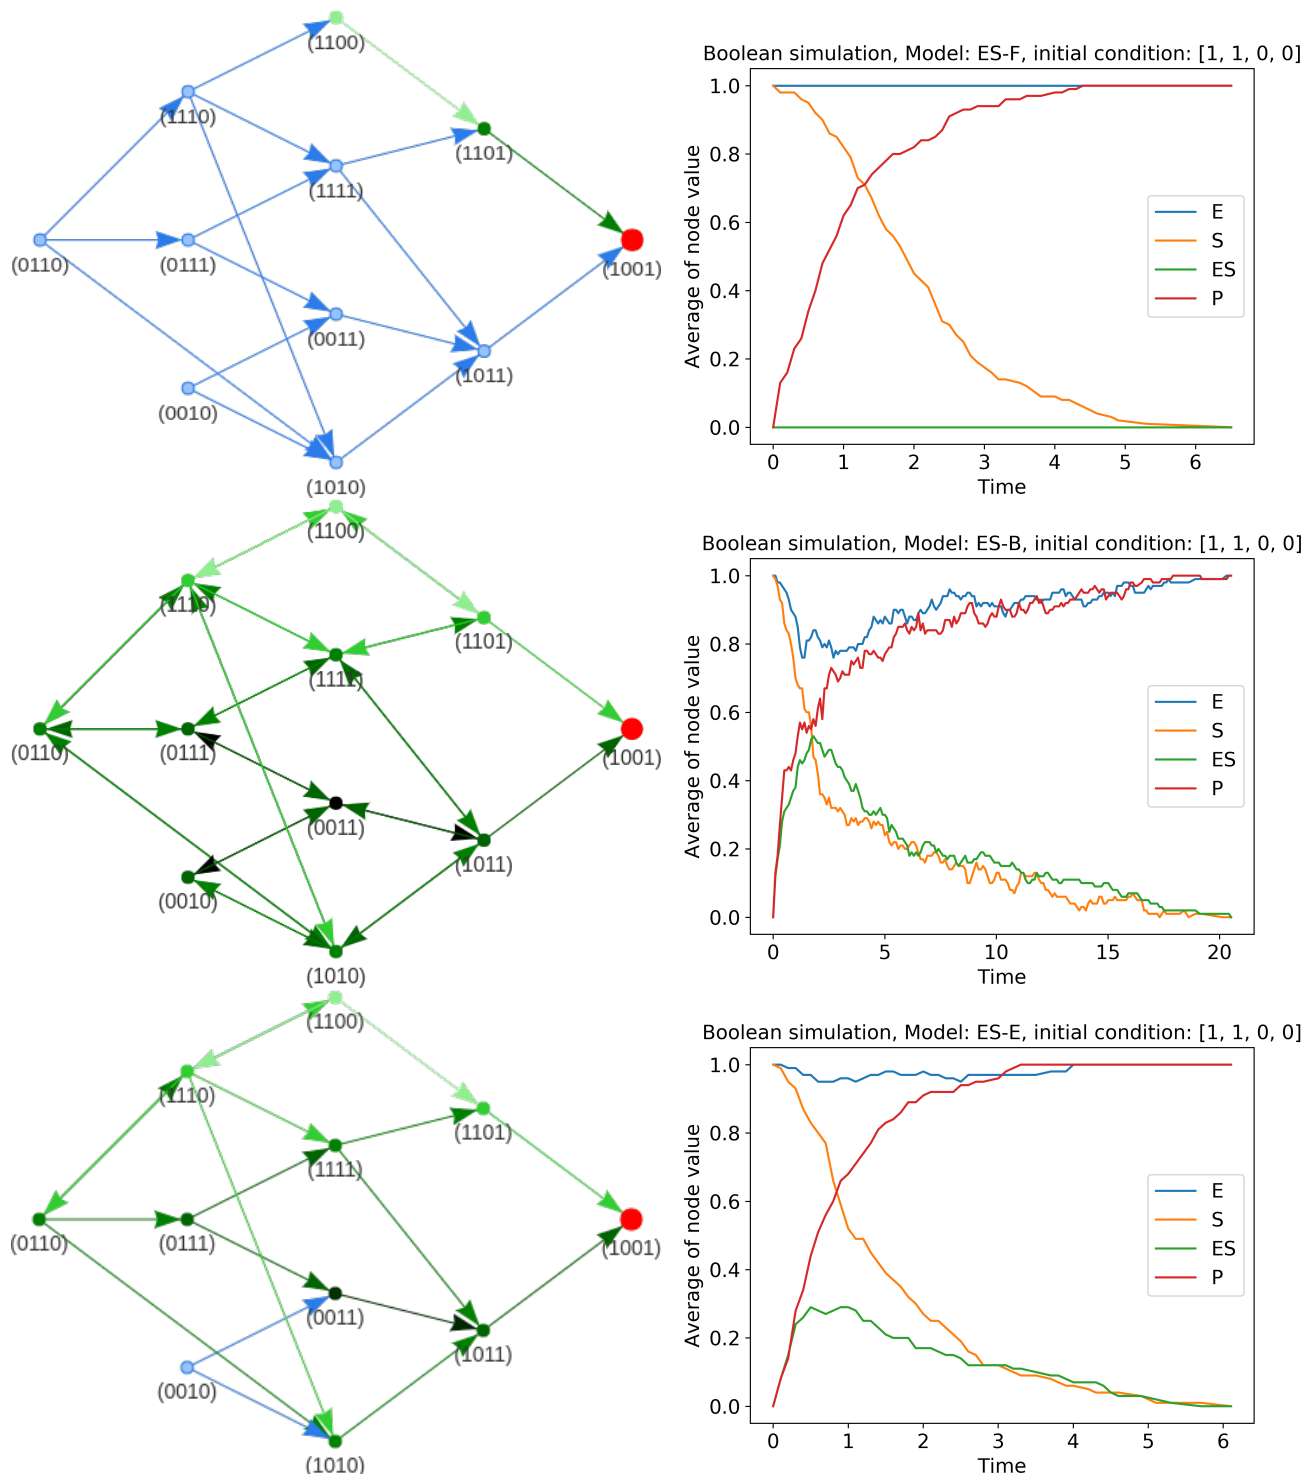 (1100)
(1110)
(1101)
(1111)
(0110)
(0111)
(1001)
(0011)
(1011)
(0010)
(1010)
Boolean simulation, Model: ES-F, initial condition: [1, 1, 0, 0]
Average of node value
1.0
0.8
0.6
0.4
0.2
0.0
E
S
ES
P
0 1 2 3 4 5 6
Time
(1100)
(1110)
(1101)
(1111)
(0110)
(0111)
(1001)
(0011)
(1011)
(0010)
(1010)
Boolean simulation, Model: ES-B, initial condition: [1, 1, 0, 0]
Average of node value
1.0
0.8
0.6
0.4
0.2
0.0
E
S
ES
P
0 5 10 15 20
Time
(1100)
(1110)
(1101)
(1111)
(0110)
(0111)
(1001)
(0011)
(1011)
(0010)
(1010)
Boolean simulation, Model: ES-E, initial condition: [1, 1, 0, 0]
Average of node value
1.0
0.8
0.6
0.4
0.2
0.0
E
S
ES
P
0 1 2 3 4 5 6
Time